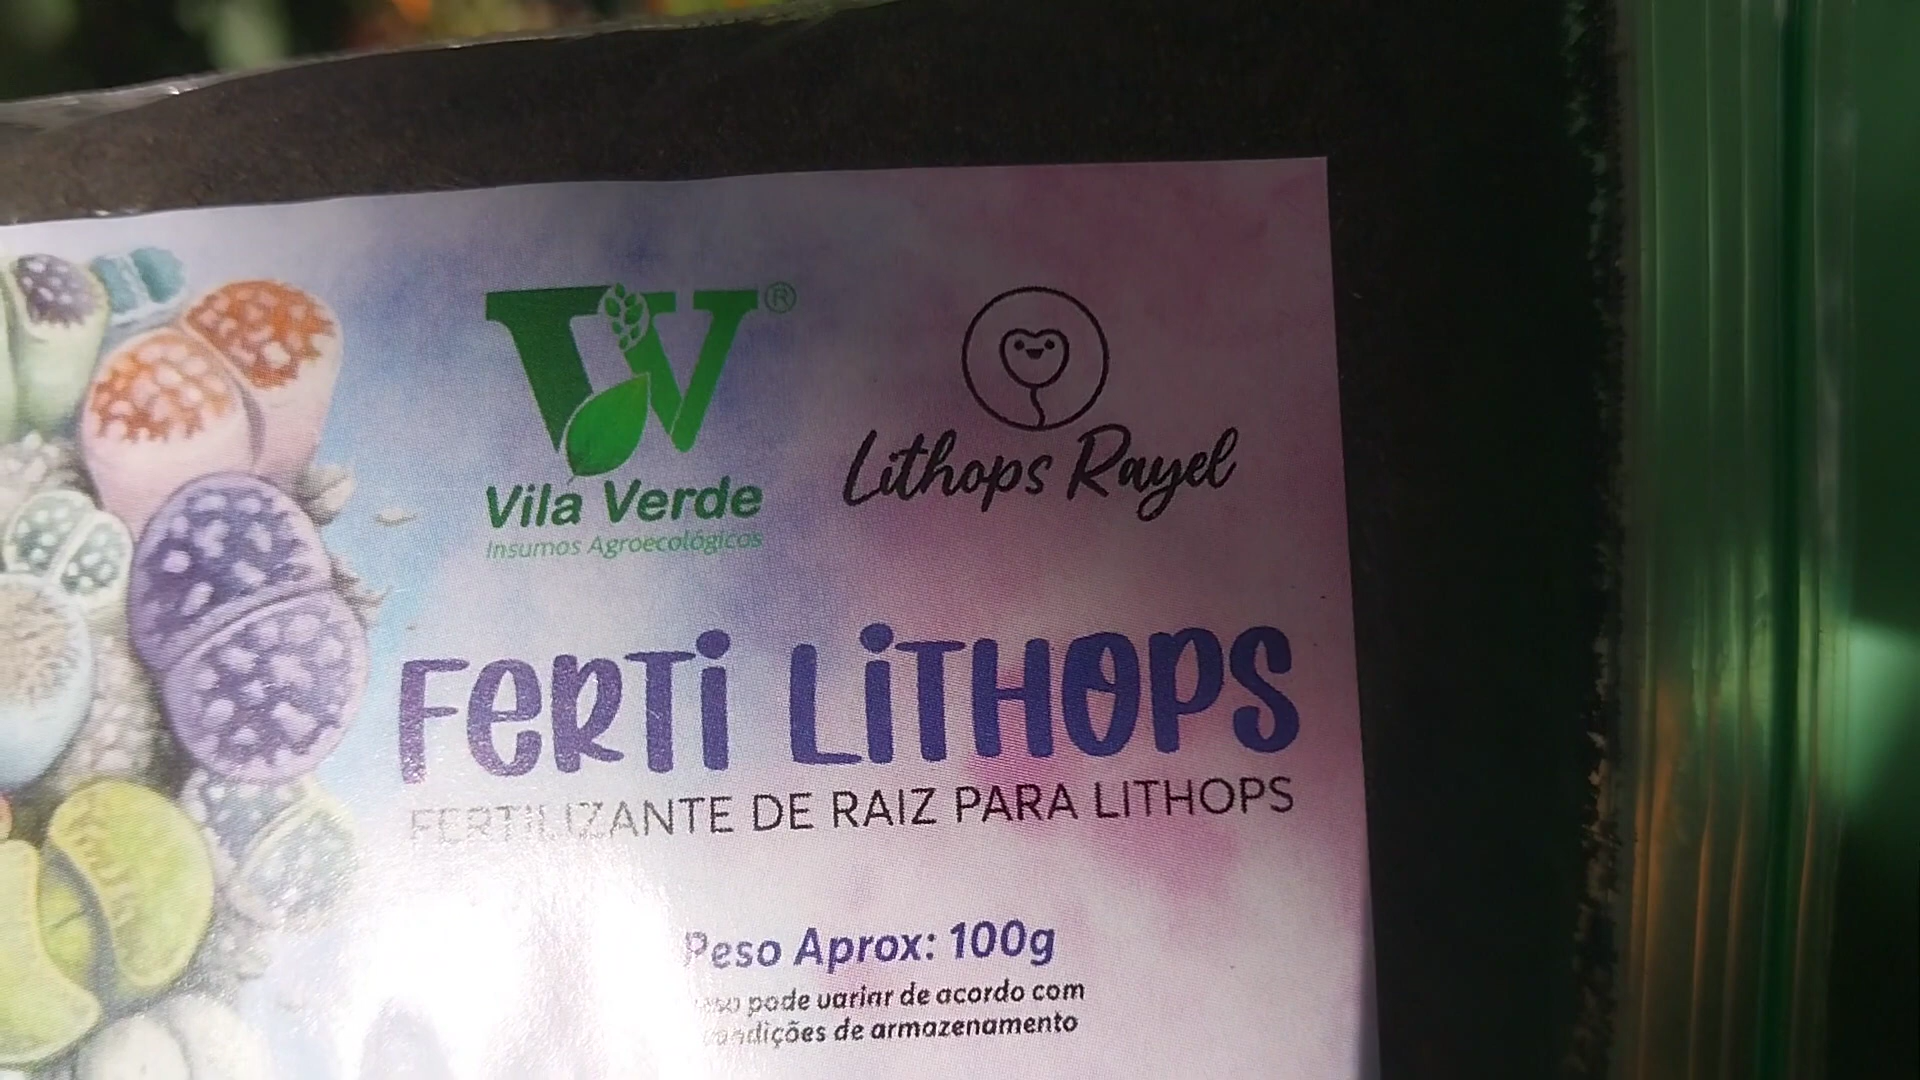 W®
Vila Verde
Insumos Agroecológicos
Lithops Rayel
FERTi LiTHOPS
FERTILIZANTE DE RAIZ PARA LITHOPS
Peso Aprox: 100g
pode variar de acordo com
condições de armazenamento